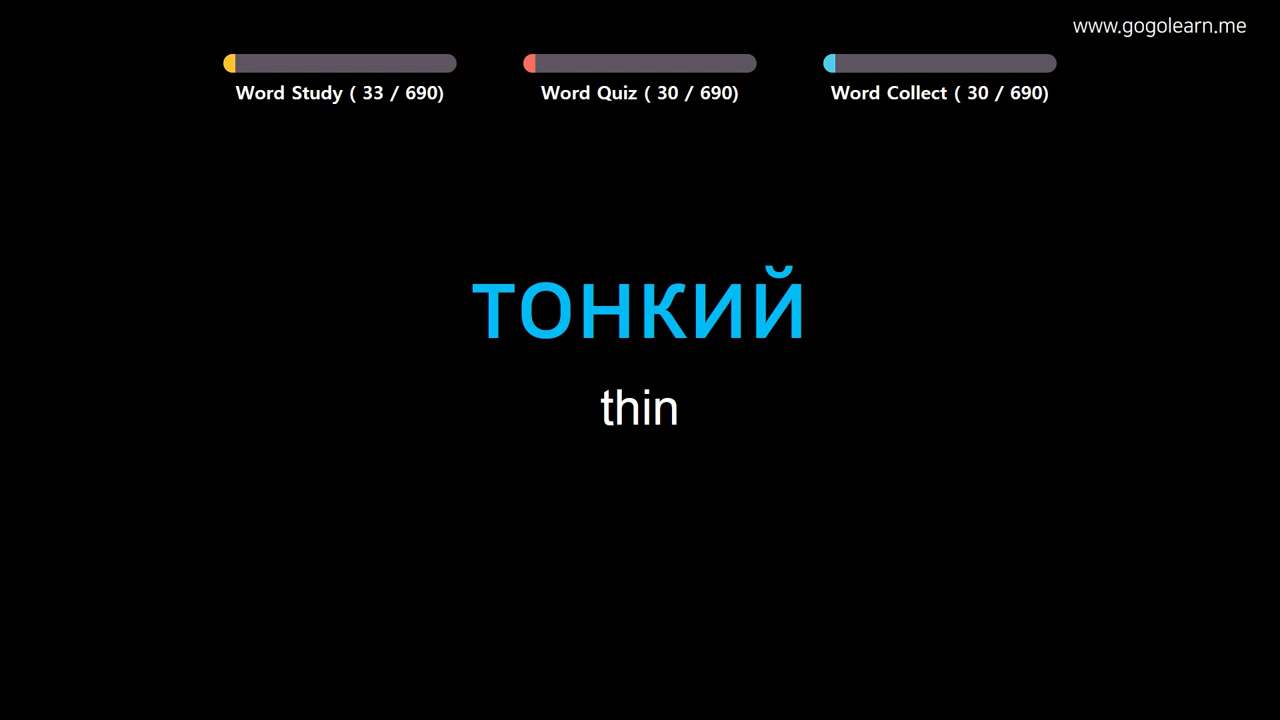 www.gogolearn.me
Word Study ( 33 / 690)
Word Quiz ( 30 / 690)
Word Collect ( 30 / 690)
тонкий
thin